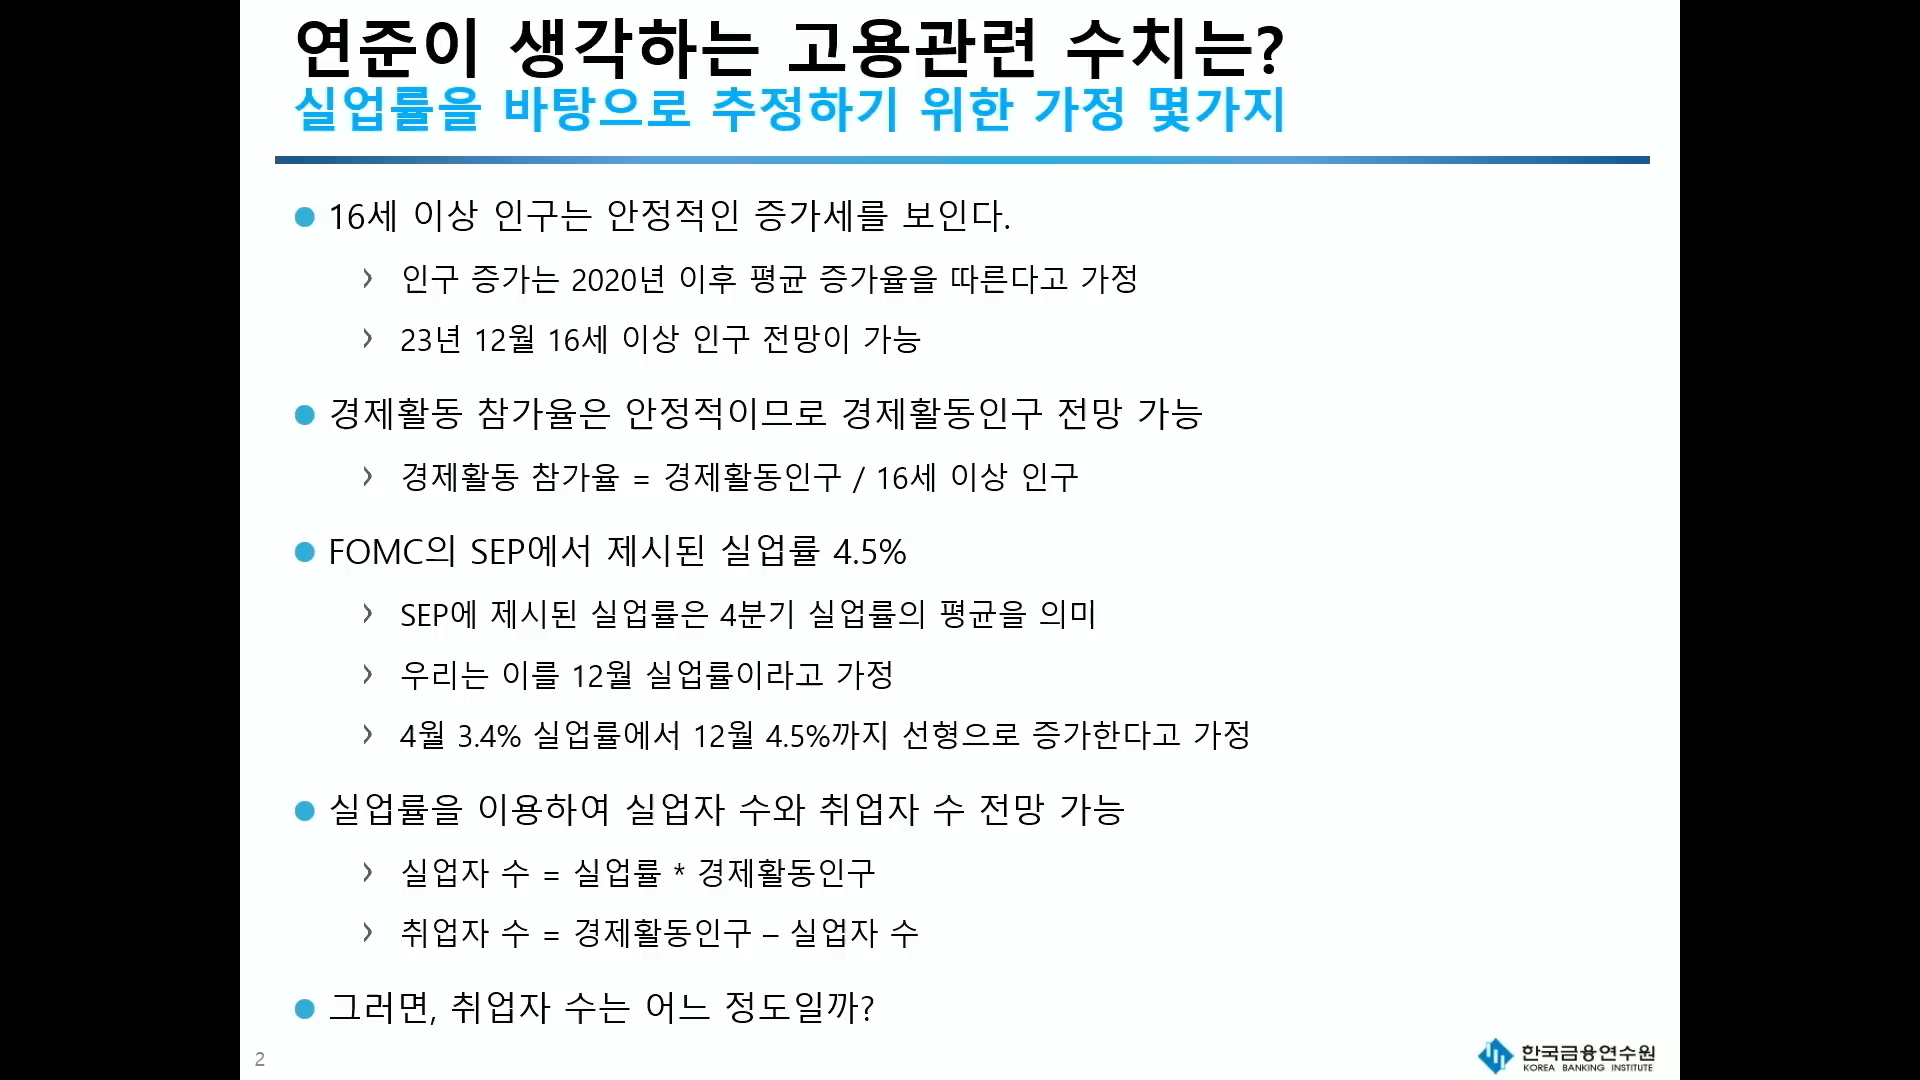 연준이 생각하는 고용관련 수치는?
실업률을 바탕으로 추정하기 위한 가정 몇가지
16세 이상 인구는 안정적인 증가세를 보인다.
인구 증가는 2020년 이후 평균 증가율을 따른다고 가정
23년 12월 16세 이상 인구 전망이 가능
경제활동 참가율은 안정적이므로 경제활동인구 전망 가능
경제활동 참가율 = 경제활동인구 / 16세 이상 인구
FOMC의 SEP에서 제시된 실업률 4.5%
SEP에 제시된 실업률은 4분기 실업률의 평균을 의미
우리는 이를 12월 실업률이라고 가정
4월 3.4% 실업률에서 12월 4.5%까지 선형으로 증가한다고 가정
실업률을 이용하여 실업자 수와 취업자 수 전망 가능
실업자 수 = 실업률 * 경제활동인구
취업자 수 = 경제활동인구 – 실업자 수
그러면, 취업자 수는 어느 정도일까?
2
한국금융연수원
KOREA BANKING INSTITUTE